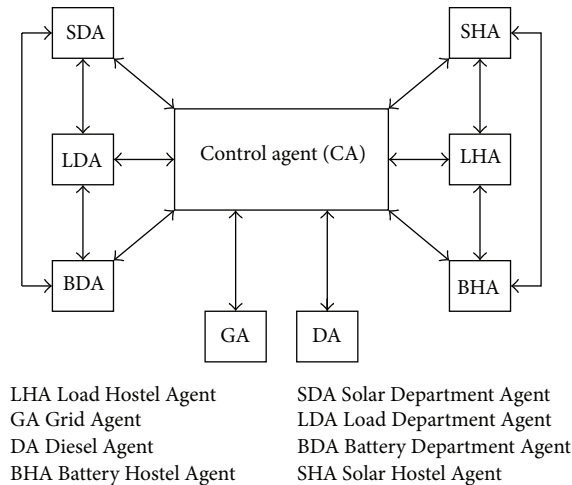 SDA
SHA
Control agent (CA)
LDA
LHA
BDA
BHA
GA
DA
LHA Load Hostel Agent
GA Grid Agent
DA Diesel Agent
BHA Battery Hostel Agent
SDA Solar Department Agent
LDA Load Department Agent
BDA Battery Department Agent
SHA Solar Hostel Agent